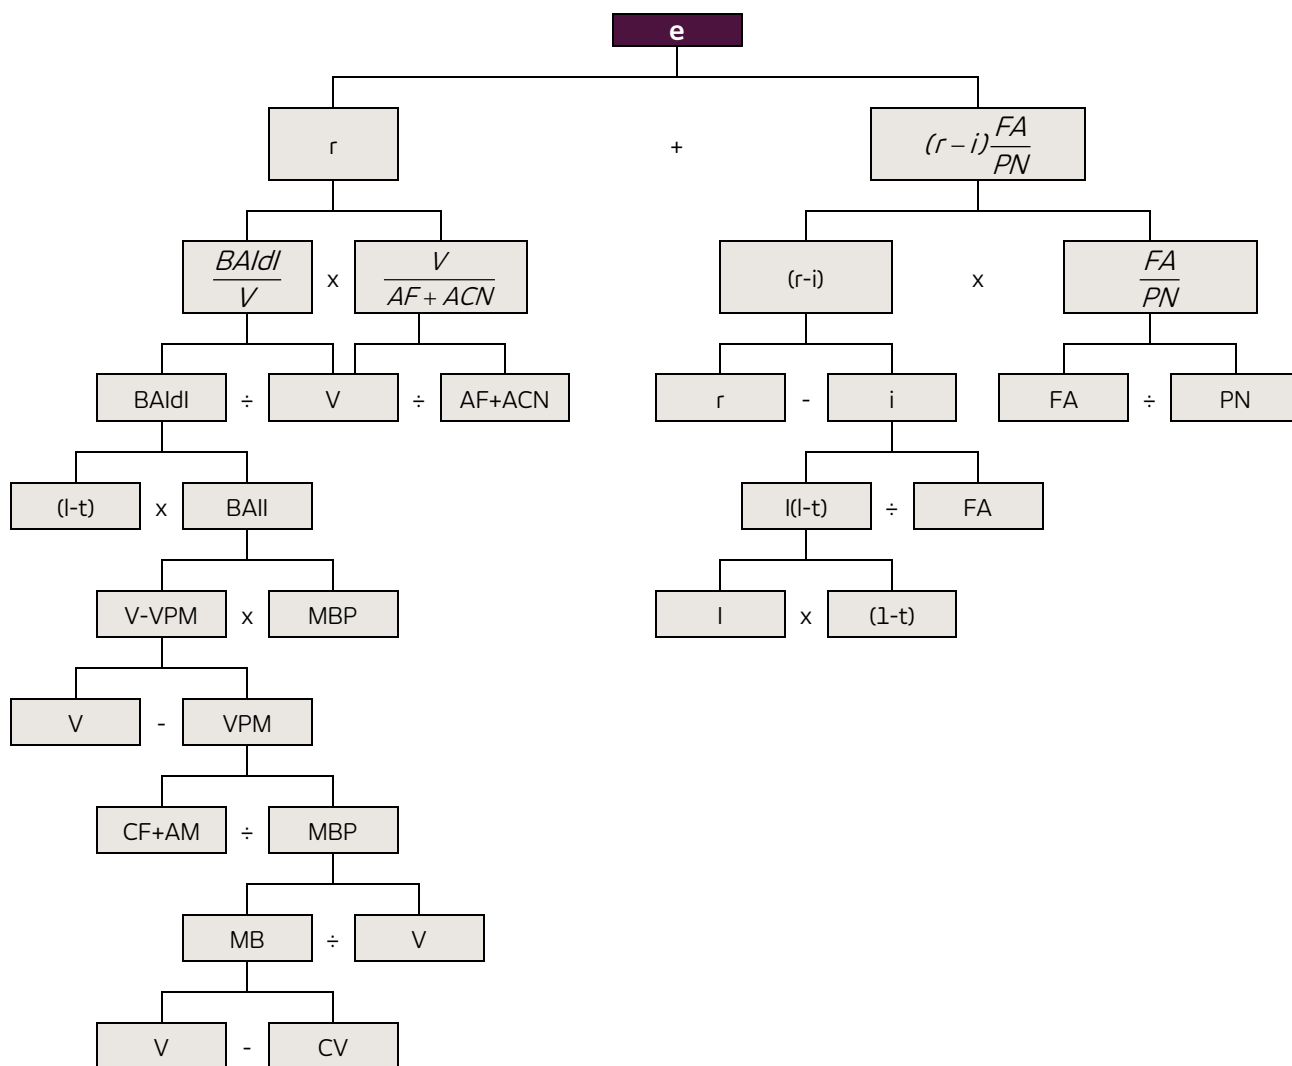 e
r + (r – i) FA / PN
BAIdI / V x V / AF + ACN (r-i) x FA / PN
BAIdI ÷ V ÷ AF+ACN r - i FA ÷ PN
(l-t) x BAII I(l-t) ÷ FA
V-VPM x MBP I x (1-t)
V - VPM
CF+AM ÷ MBP
MB ÷ V
V - CV